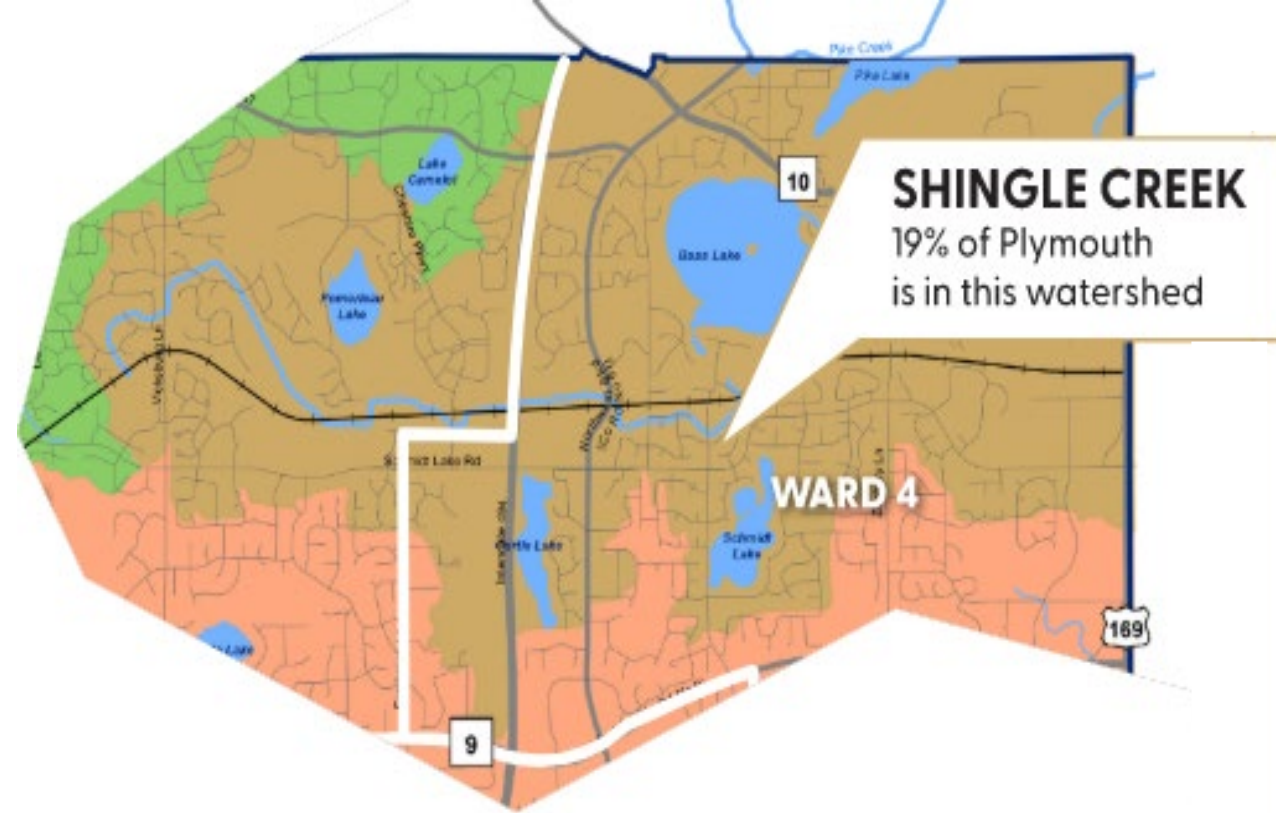 Pike Creek
Pike Lake
Lake
Camelot
10
SHINGLE CREEK
19% of Plymouth
is in this watershed
Bass Lake
Pomerleau
Lake
Schmidt Lake Rd
WARD 4
Schmidt
Lake
Lake
169
Lake
9